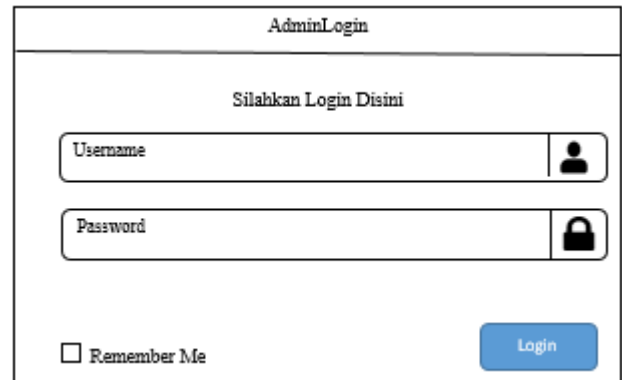 AdminLogin
Silahkan Login Disini
Username
Password
Remember Me
Login